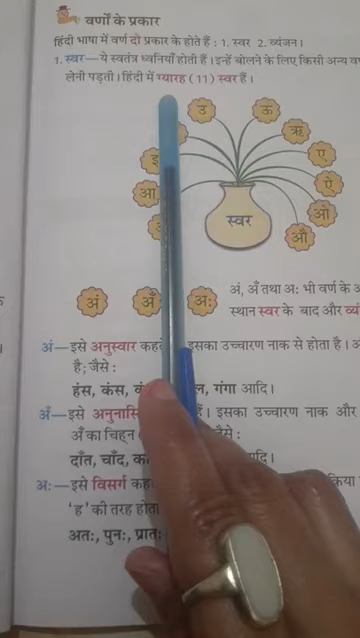 वर्णों के प्रकार
हिंदी भाषा में वर्ण दो प्रकार के होते हैं : 1. स्वर 2. व्यंजन।
1. स्वर—ये स्वतंत्र ध्वनियाँ होती हैं। इन्हें बोलने के लिए किसी अन्य
लेनी पड़ती। हिंदी में ग्यारह (11) स्वर हैं।
उ ऊ
ऋ
इ ए
आ ऐ
ओ
स्वर
औ
अं, अँ तथा अः भी वर्ण के
अं अँ अः
स्थान स्वर के बाद और
अं—इसे अनुस्वार इसका उच्चारण नाक से होता है।
है; जैसे :
हंस, कंस, गंगा आदि।
अँ—इसे हैं। इसका उच्चारण नाक और
अँ का चिह्न
दाँत, चाँद,
अः—इसे विसर्ग
'ह' की तरह होता
अतः, पुनः, प्रातः